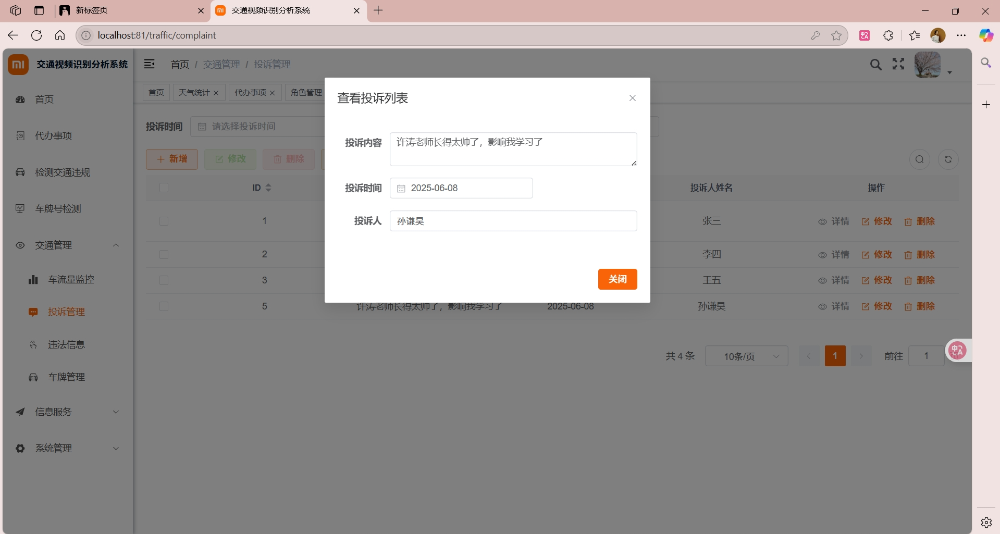 新标签页
交通视频识别分析系统
localhost:81/traffic/complaint
交通视频识别分析系统
首页 / 交通管理 / 投诉管理
首页
天气统计
代办事项
角色管理
首页
代办事项
检测交通违规
车牌号检测
交通管理
车流量监控
投诉管理
违法信息
车牌管理
信息服务
系统管理
投诉时间
请选择投诉时间
新增
修改
删除
ID
投诉人姓名
操作
1
张三
详情 修改 删除
2
李四
详情 修改 删除
3
王五
详情 修改 删除
5
许涛老师长得太帅了，影响我学习了
2025-06-08
孙谦昊
详情 修改 删除
共 4 条
10条/页
1
前往
1
查看投诉列表
投诉内容
许涛老师长得太帅了，影响我学习了
投诉时间
2025-06-08
投诉人
孙谦昊
关闭